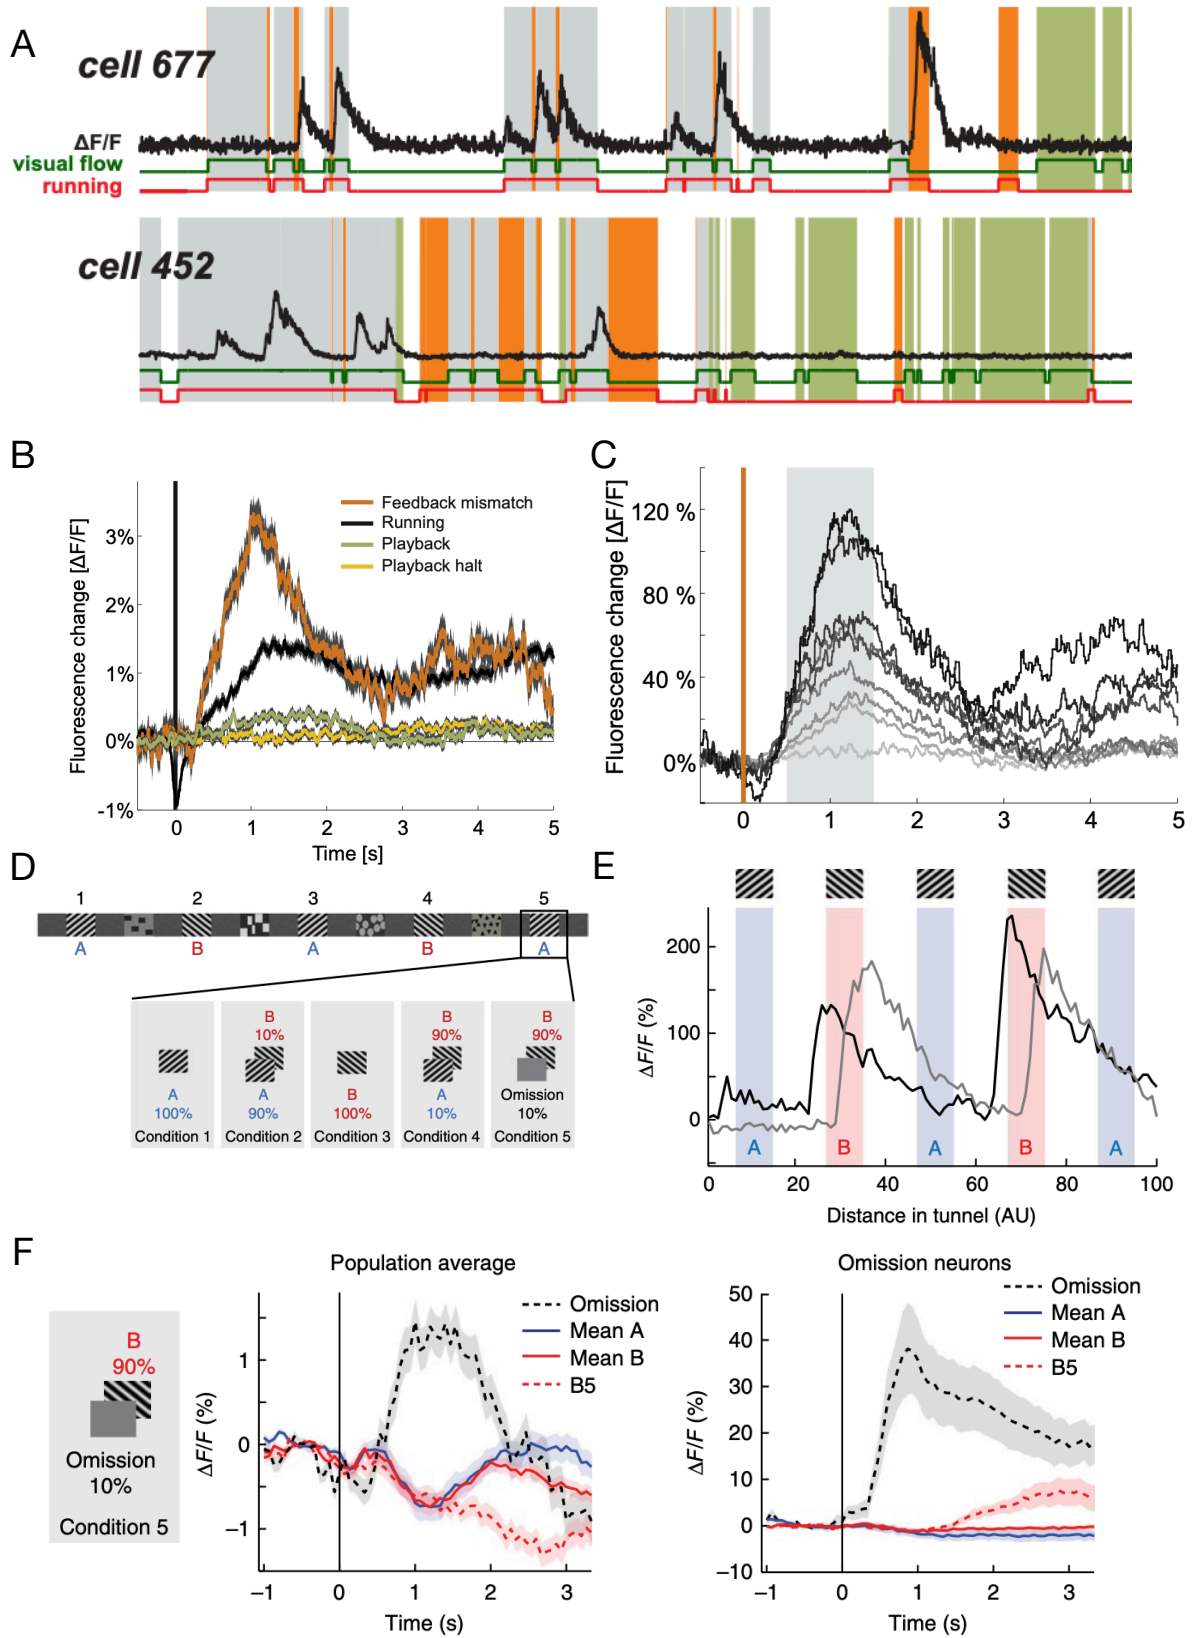 A
cell 677
ΔF/F
visual flow
running
cell 452
B
Fluorescence change [ΔF/F]
3%
2%
1%
0%
-1%
Feedback mismatch
Running
Playback
Playback halt
0 1 2 3 4 5
Time [s]
C
Fluorescence change [ΔF/F]
120 %
80 %
40 %
0%
0 1 2 3 4 5
D
1 2 3 4 5
A B A B A
B B B
10% 90% 90%
A A B A Omission
100% 90% 100% 10% 10%
Condition 1 Condition 2 Condition 3 Condition 4 Condition 5
E
ΔF/F (%)
200
100
0
A B A B A
0 20 40 60 80 100
Distance in tunnel (AU)
F
B
90%
Omission
10%
Condition 5
Population average
Omission
Mean A
Mean B
B5
ΔF/F (%)
1
0
−1
−1 0 1 2 3
Time (s)
Omission neurons
Omission
Mean A
Mean B
B5
ΔF/F (%)
50
40
30
20
10
0
−10
−1 0 1 2 3
Time (s)